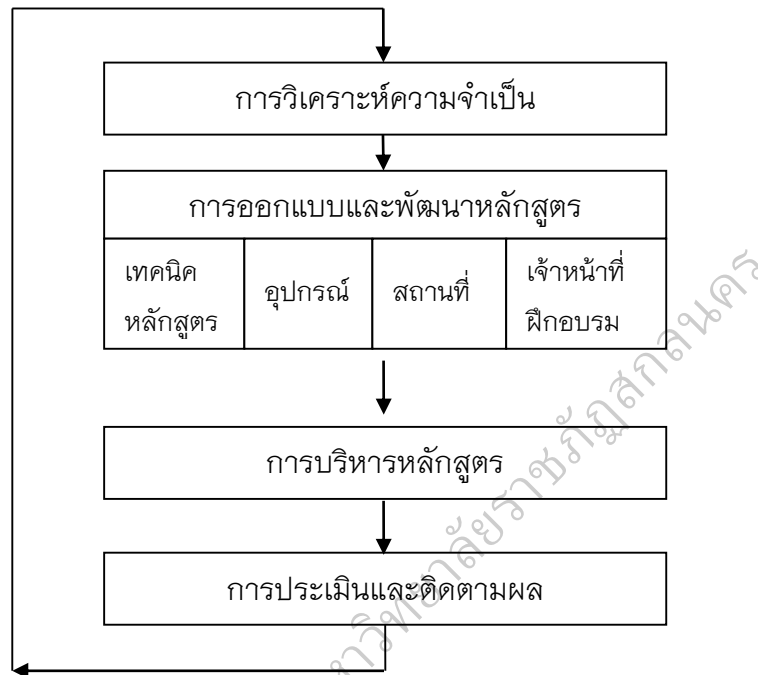 การวิเคราะห์ความจำเป็น
การออกแบบและพัฒนาหลักสูตร
เทคนิค
หลักสูตร
อุปกรณ์
สถานที่
เจ้าหน้าที่
ฝึกอบรม
การบริหารหลักสูตร
การประเมินและติดตามผล